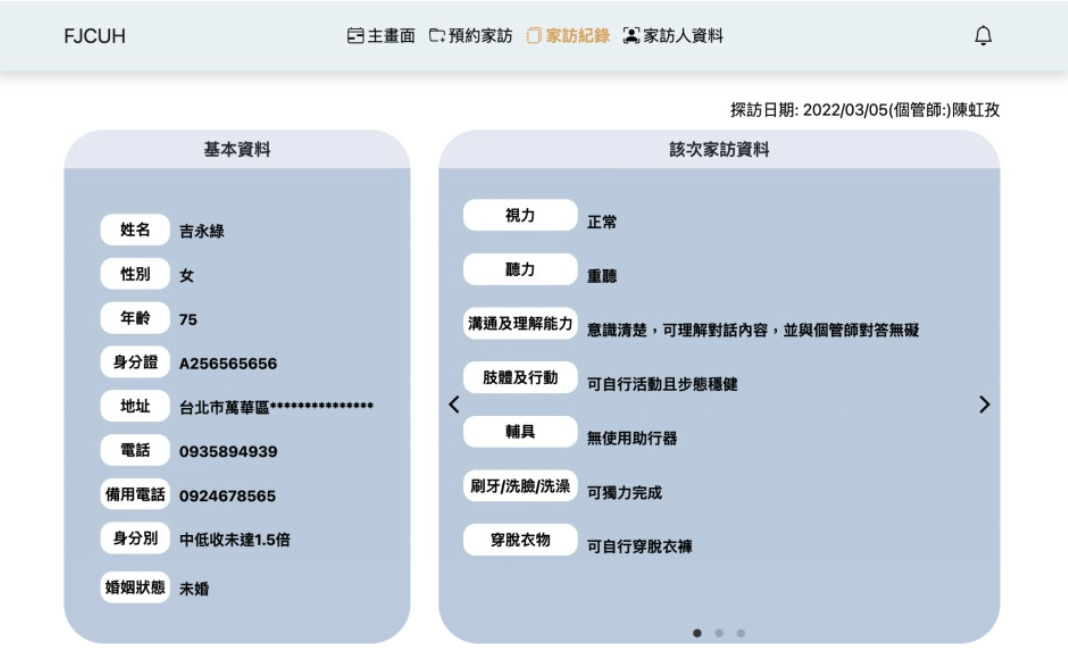 FJCUH
主畫面 預約家訪 家訪紀錄 家訪人資料
探訪日期: 2022/03/05(個管師:)陳虹孜
基本資料
姓名 吉永綠
性別 女
年齡 75
身分證 A256565656
地址 台北市萬華區***************
電話 0935894939
備用電話 0924678565
身分別 中低收未達1.5倍
婚姻狀態 未婚
該次家訪資料
視力 正常
聽力 重聽
溝通及理解能力 意識清楚，可理解對話內容，並與個管師對答無礙
肢體及行動 可自行活動且步態穩健
輔具 無使用助行器
刷牙/洗臉/洗澡 可獨力完成
穿脫衣物 可自行穿脫衣褲